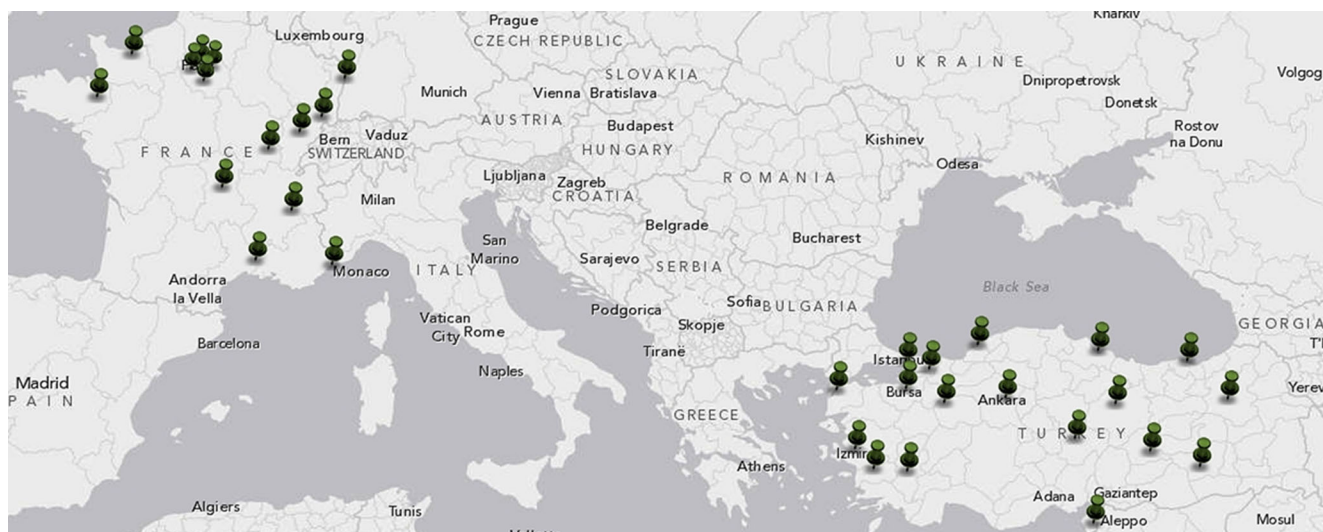 Kharkiv
Prague
Luxembourg
CZECH REPUBLIC
UKRAINE
SLOVAKIA
Volgog
Dnipropetrovsk
Munich
Vienna
Bratislava
Donetsk
AUSTRIA
Budapest
Rostov
na Donu
Bern
Vaduz
Kishinev
FRANCE
SWITZERLAND
HUNGARY
Odesa
Ljubljana
Zagreb
ROMANIA
CROATIA
Milan
Belgrade
San
Marino
Bucharest
Sarajevo
SERBIA
Monaco
ITALY
Andorra
la Vella
Black Sea
Sofia
BULGARIA
Podgorica
Vatican
City
Rome
Skopje
GEORGIA
Barcelona
Tiranë
T'
Istanbu
Naples
Madrid
PAIN
Bursa
Ankara
Yerev
GREECE
TURKEY
Izmir
Athens
Adana
Gaziantep
Algiers
Tunis
Aleppo
Mosul